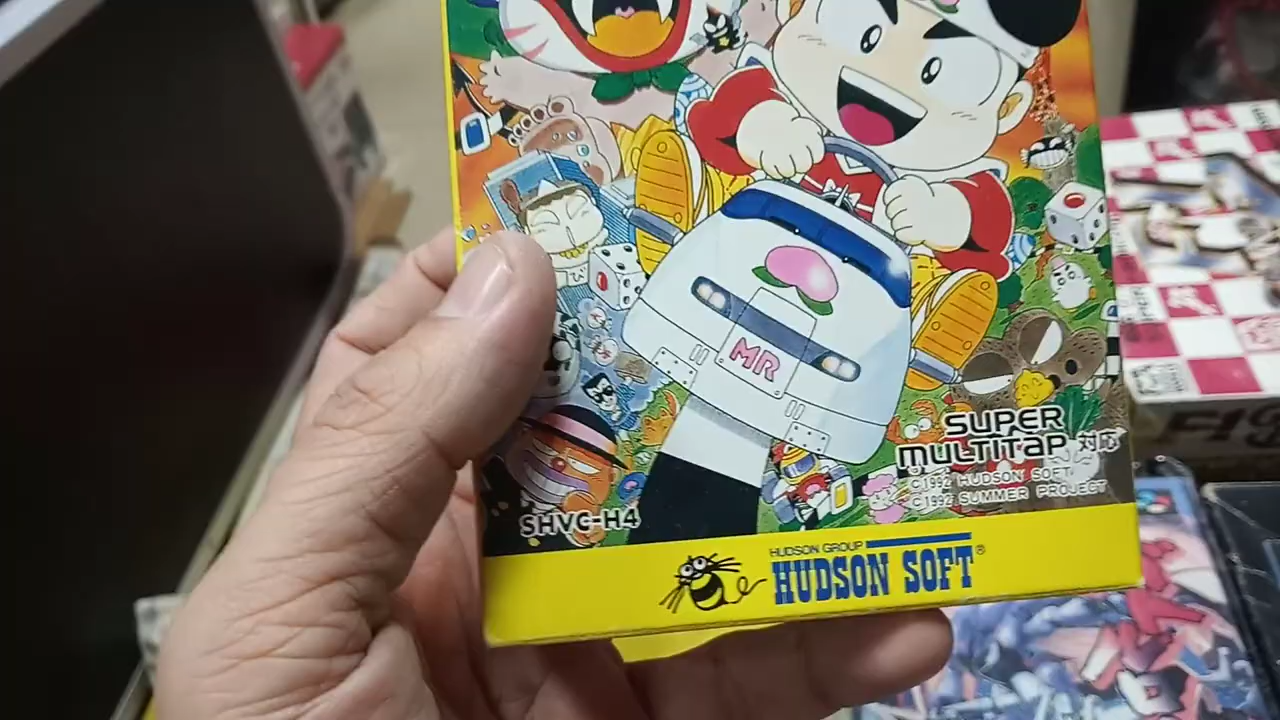 MR
SUPER
MULTITAP 対応
©1992 HUDSON SOFT
©1992 SUMMER PROJECT
SHVC-H4
HUDSON GROUP
HUDSON SOFT®